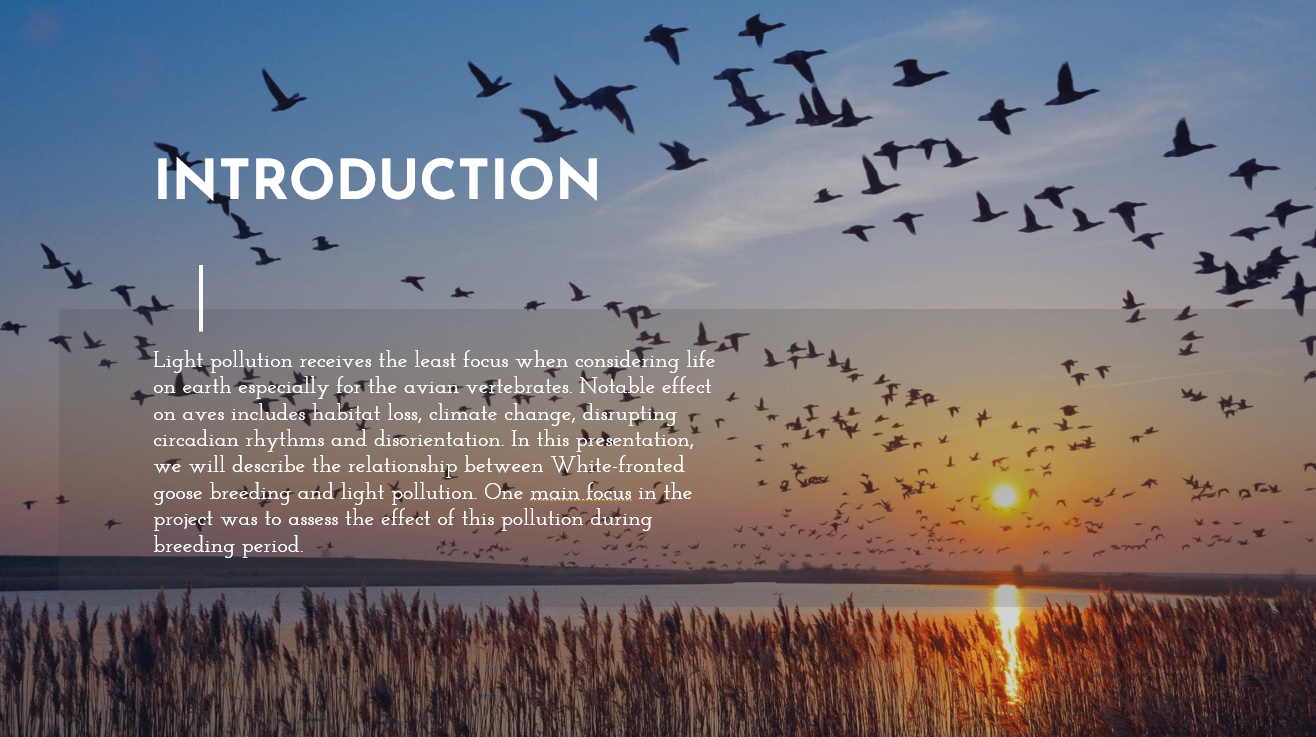 INTRODUCTION
Light pollution receives the least focus when considering life
on earth especially for the avian vertebrates. Notable effect
on aves includes habitat loss, climate change, disrupting
circadian rhythms and disorientation. In this presentation,
we will describe the relationship between White-fronted
goose breeding and light pollution. One main focus in the
project was to assess the effect of this pollution during
breeding period.